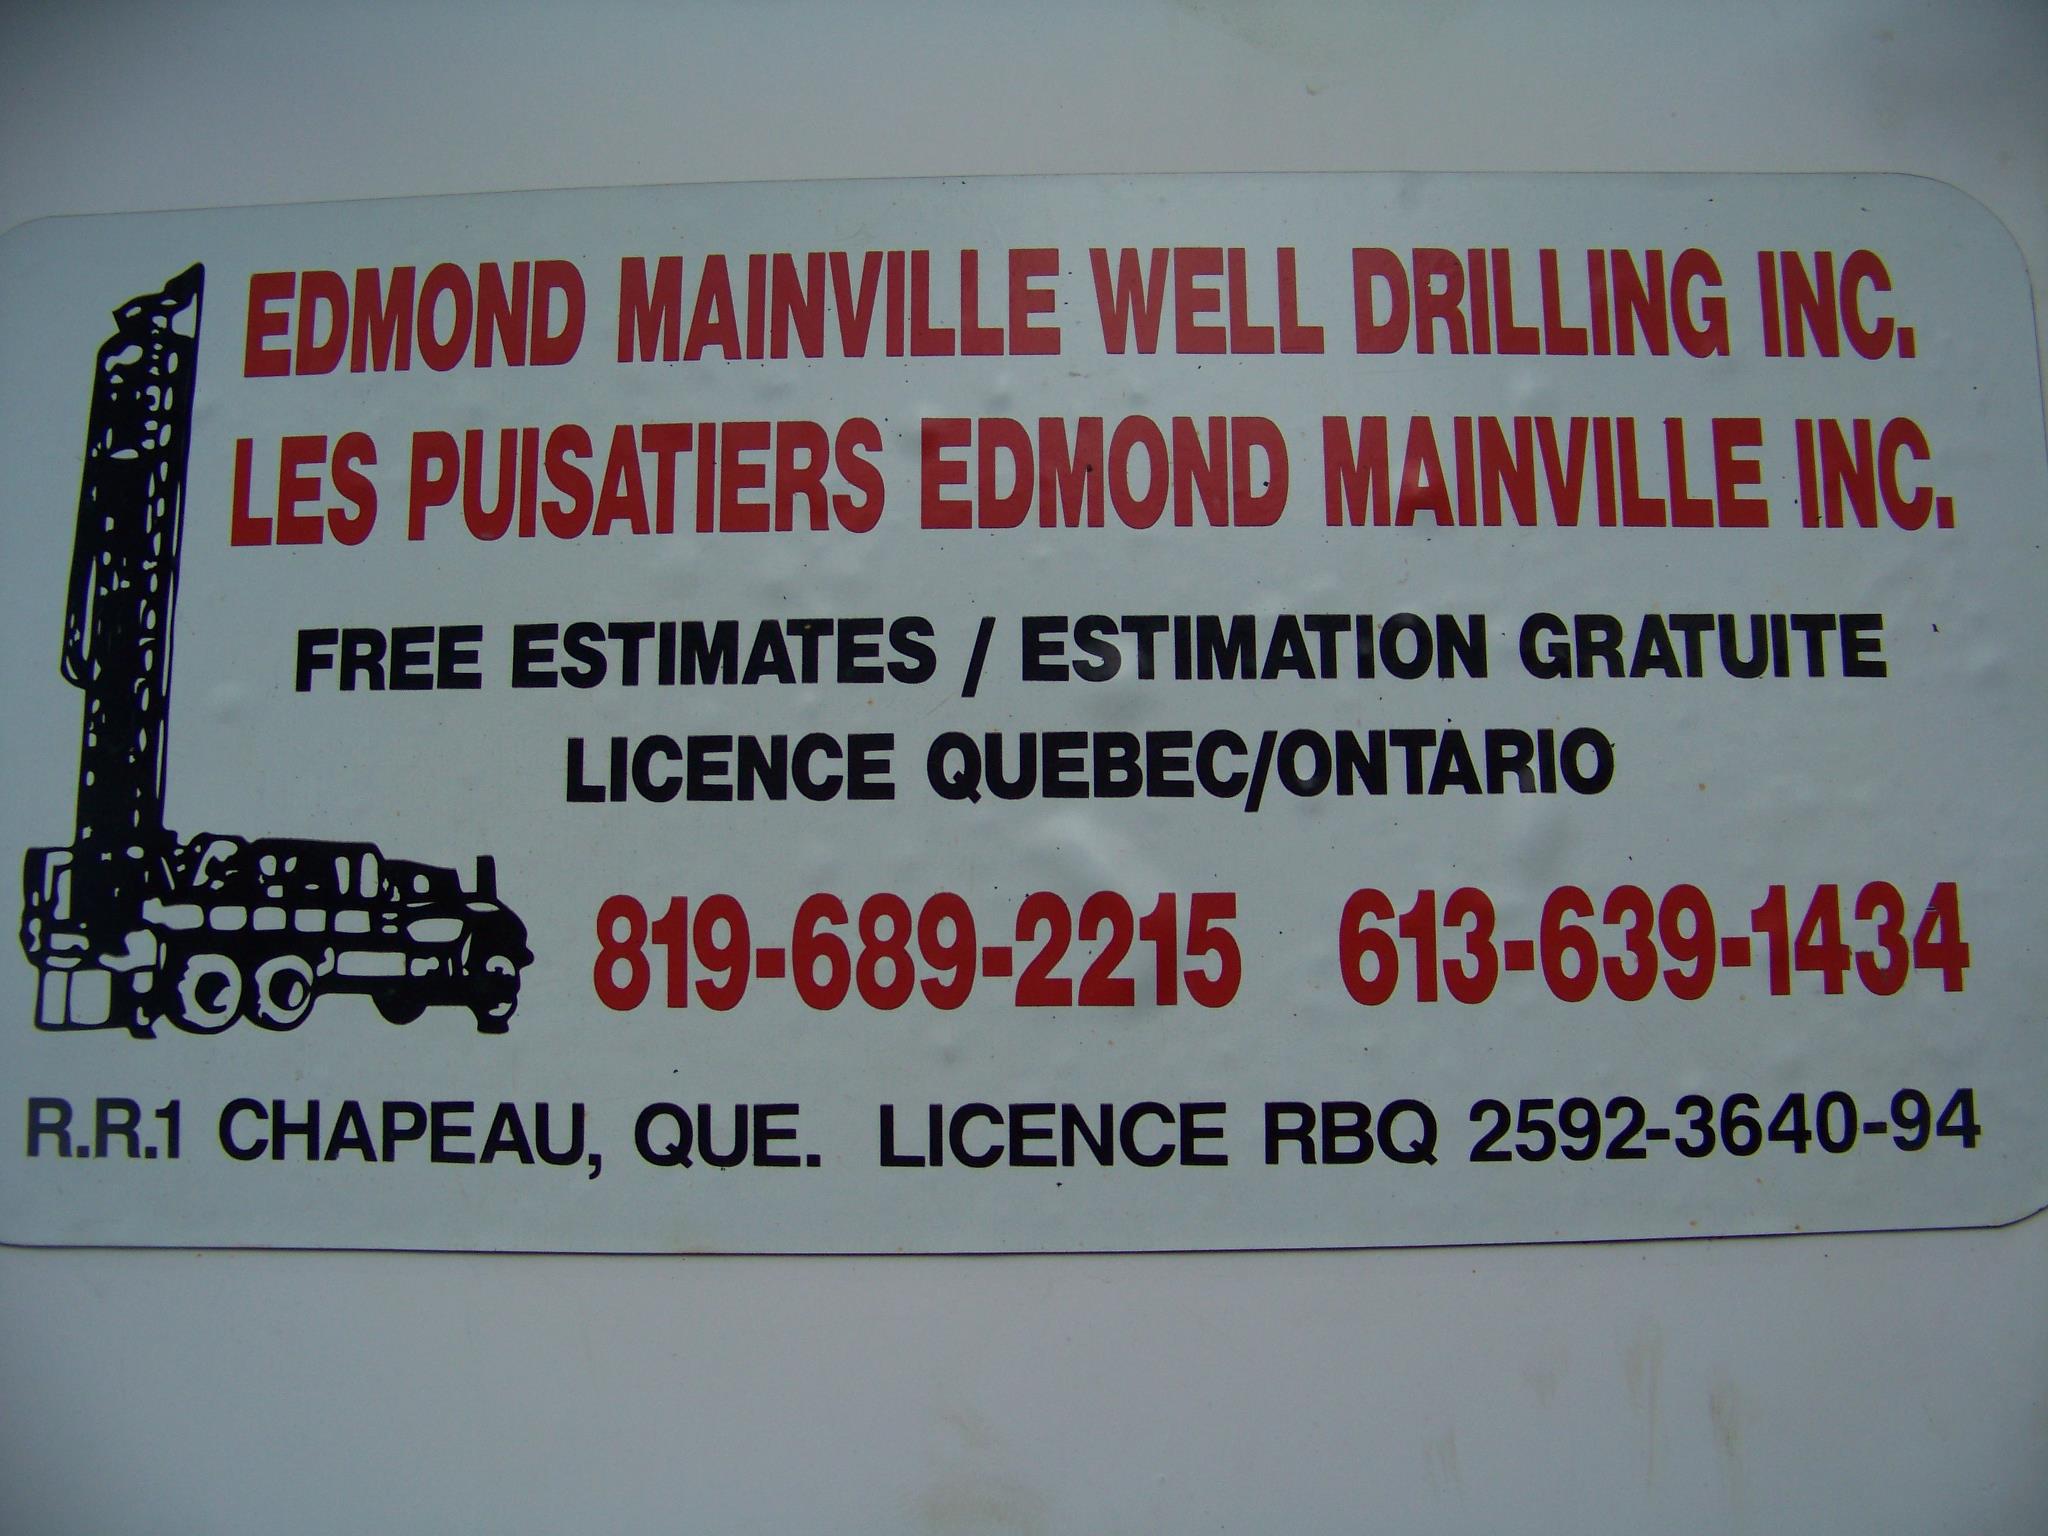 EDMOND MAINVILLE WELL DRILLING INC.
LES PUISATIERS EDMOND MAINVILLE INC.
FREE ESTIMATES / ESTIMATION GRATUITE
LICENCE QUEBEC/ONTARIO
819-689-2215 613-639-1434
R.R.1 CHAPEAU, QUE. LICENCE RBQ 2592-3640-94